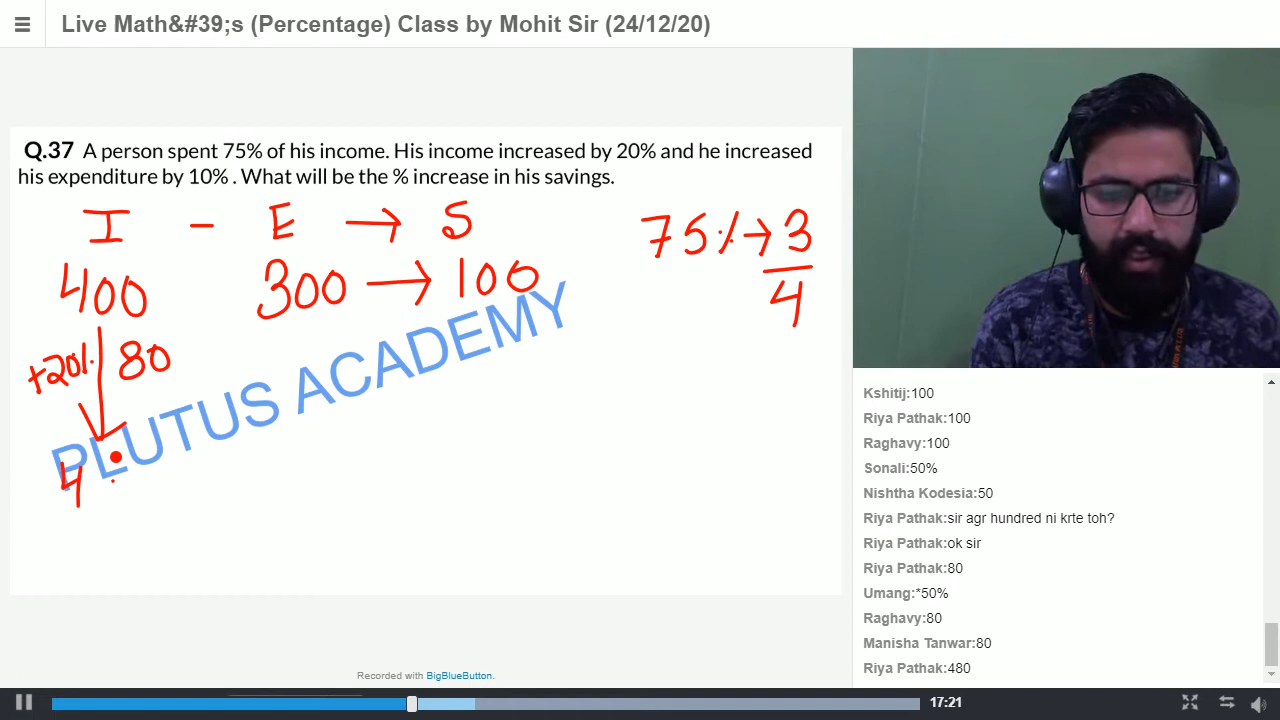 Live Math&#39;s (Percentage) Class by Mohit Sir (24/12/20)
Q.37 A person spent 75% of his income. His income increased by 20% and he increased
his expenditure by 10% . What will be the % increase in his savings.
I - E → S
75% → 3/4
400 300 → 100
+20% 80
4
PLUTUS ACADEMY
Kshitij:100
Riya Pathak:100
Raghavy:100
Sonali:50%
Nishtha Kodesia:50
Riya Pathak:sir agr hundred ni krte toh?
Riya Pathak:ok sir
Riya Pathak:80
Umang:*50%
Raghavy:80
Manisha Tanwar:80
Riya Pathak:480
Recorded with BigBlueButton.
17:21